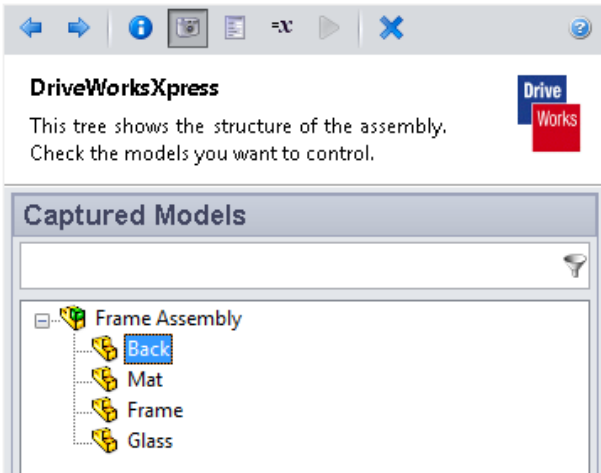 =x
?
DriveWorksXpress
This tree shows the structure of the assembly.
Check the models you want to control.
Drive
Works
Captured Models
Frame Assembly
Back
Mat
Frame
Glass